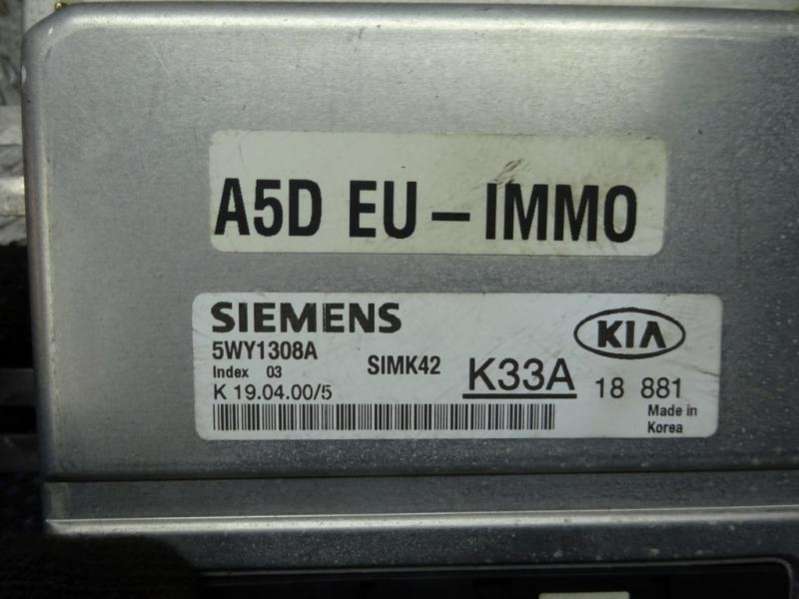 A5D EU – IMMO
SIEMENS
KIA
5WY1308A
SIMK42
K33A
18 881
Index 03
K 19.04.00/5
Made in
Korea